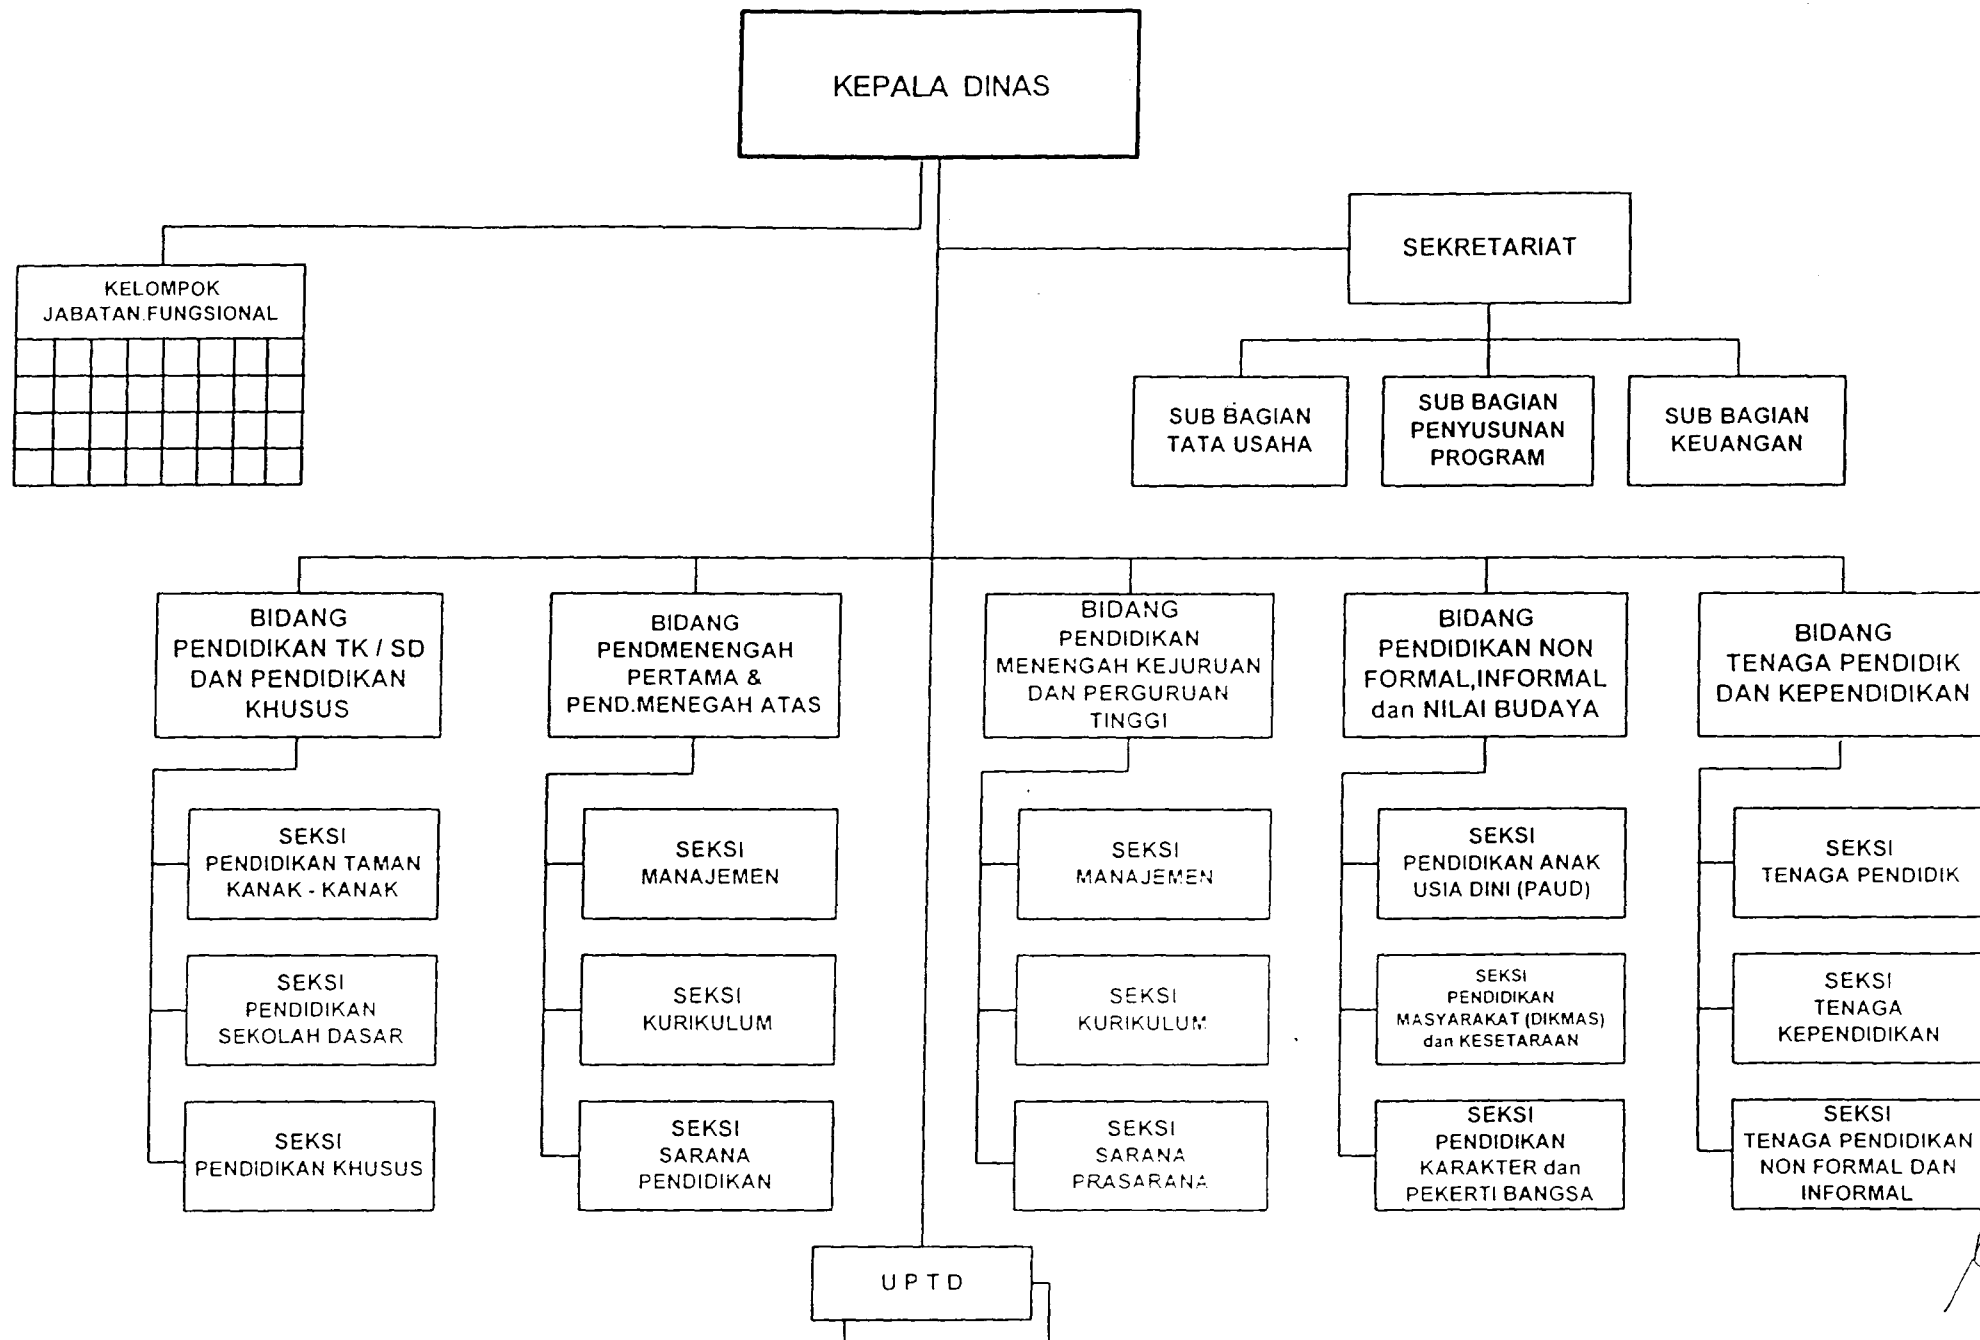 KEPALA DINAS
SEKRETARIAT
KELOMPOK
JABATAN.FUNGSIONAL
SUB BAGIAN
TATA USAHA
SUB BAGIAN
PENYUSUNAN
PROGRAM
SUB BAGIAN
KEUANGAN
BIDANG
PENDIDIKAN TK / SD
DAN PENDIDIKAN
KHUSUS
BIDANG
PENDMENENGAH
PERTAMA &
PEND.MENEGAH ATAS
BIDANG
PENDIDIKAN
MENENGAH KEJURUAN
DAN PERGURUAN
TINGGI
BIDANG
PENDIDIKAN NON
FORMAL,INFORMAL
dan NILAI BUDAYA
BIDANG
TENAGA PENDIDIK
DAN KEPENDIDIKAN
SEKSI
PENDIDIKAN TAMAN
KANAK - KANAK
SEKSI
MANAJEMEN
SEKSI
MANAJEMEN
SEKSI
PENDIDIKAN ANAK
USIA DINI (PAUD)
SEKSI
TENAGA PENDIDIK
SEKSI
PENDIDIKAN
SEKOLAH DASAR
SEKSI
KURIKULUM
SEKSI
KURIKULUM
SEKSI
PENDIDIKAN
MASYARAKAT (DIKMAS)
dan KESETARAAN
SEKSI
TENAGA
KEPENDIDIKAN
SEKSI
PENDIDIKAN KHUSUS
SEKSI
SARANA
PENDIDIKAN
SEKSI
SARANA
PRASARANA
SEKSI
PENDIDIKAN
KARAKTER dan
PEKERTI BANGSA
SEKSI
TENAGA PENDIDIKAN
NON FORMAL DAN
INFORMAL
U P T D